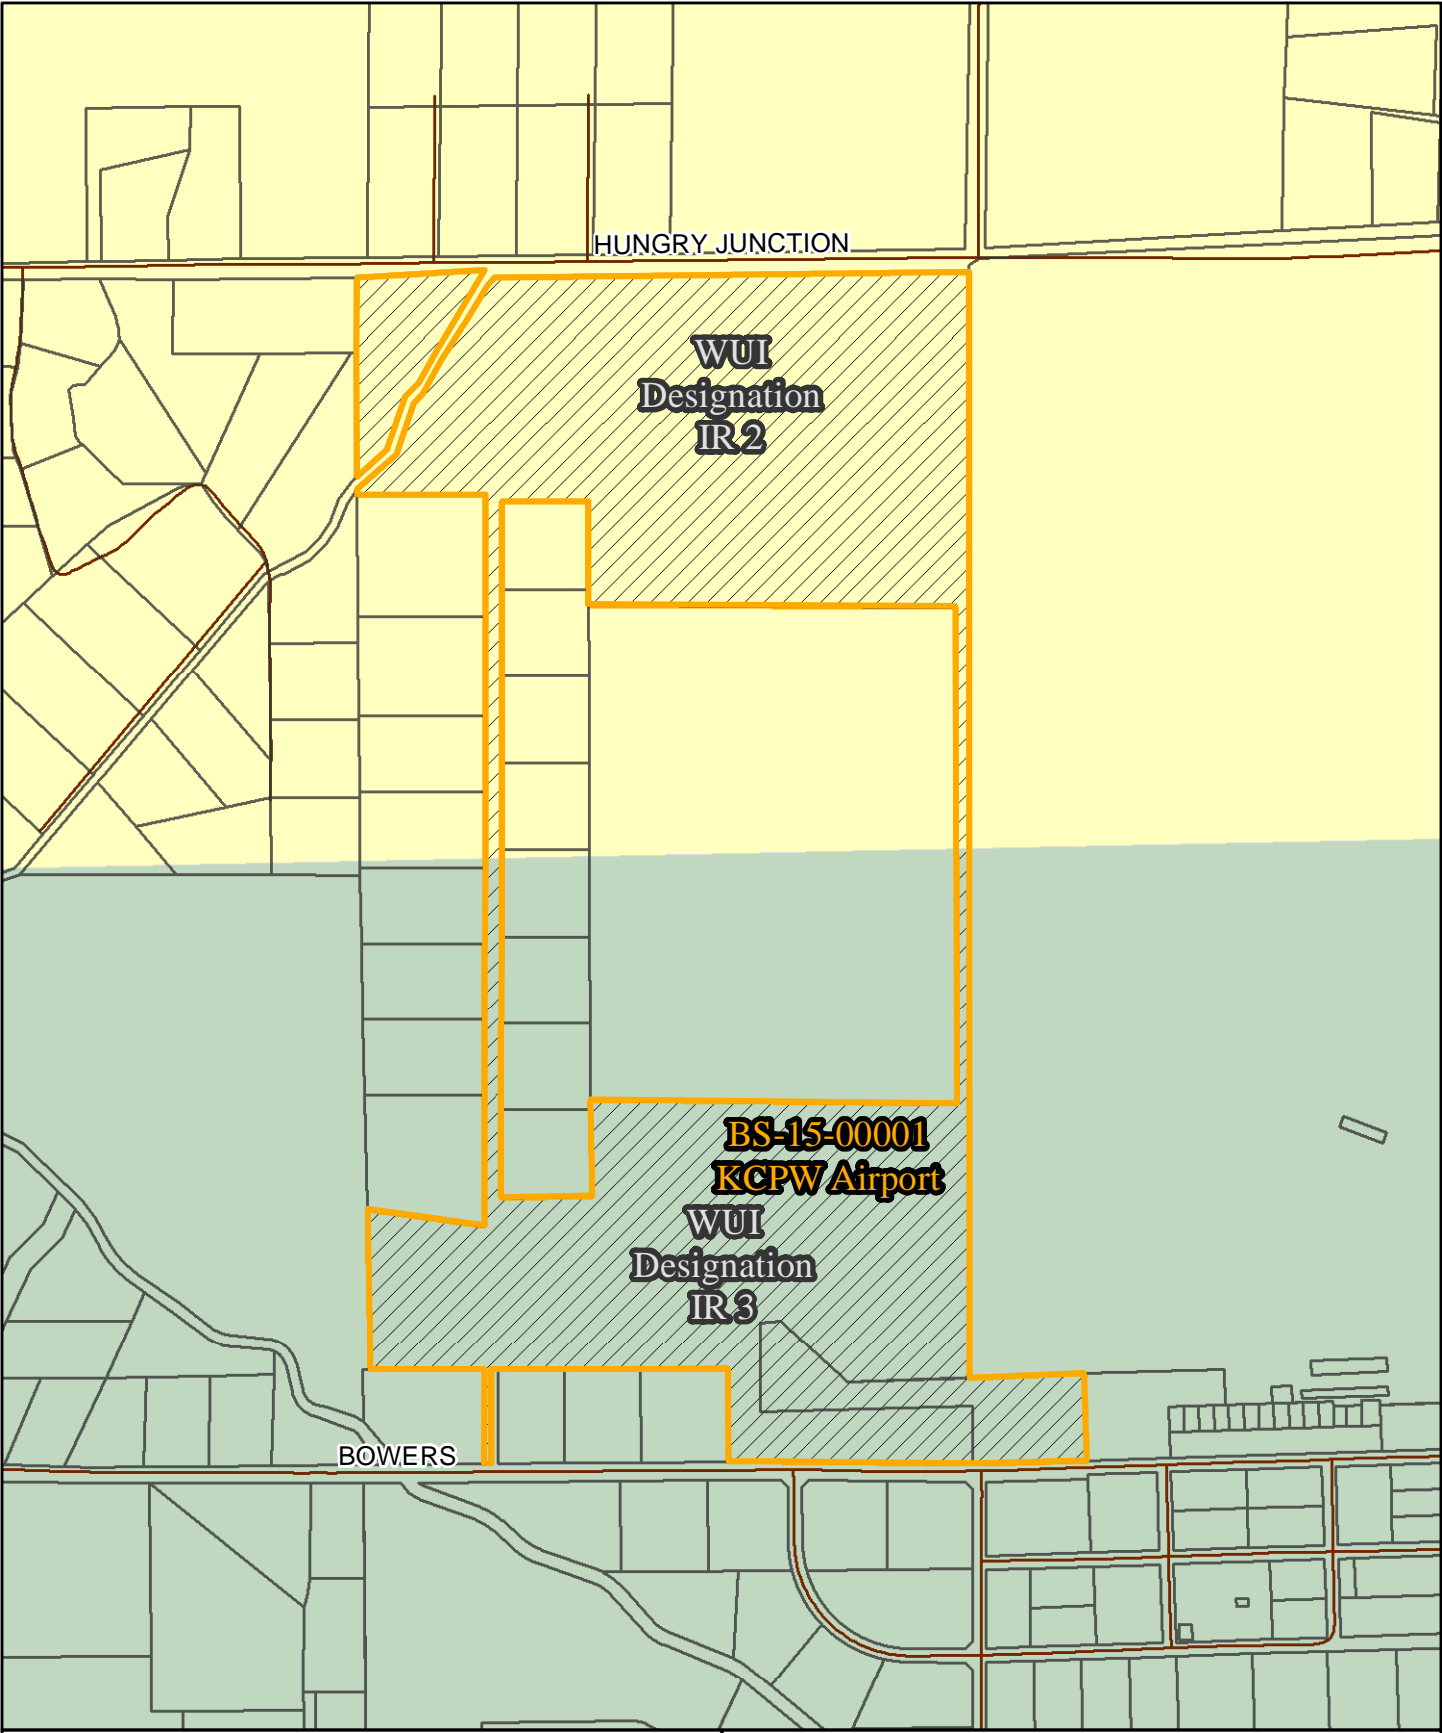 HUNGRY JUNCTION
WUI
Designation
IR 2
BS-15-00001
KCPW Airport
WUI
Designation
IR 3
BOWERS